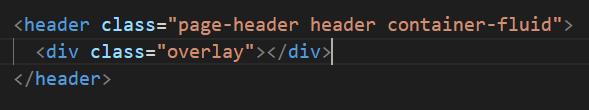 <header class="page-header header container-fluid">
  <div class="overlay"></div>
</header>